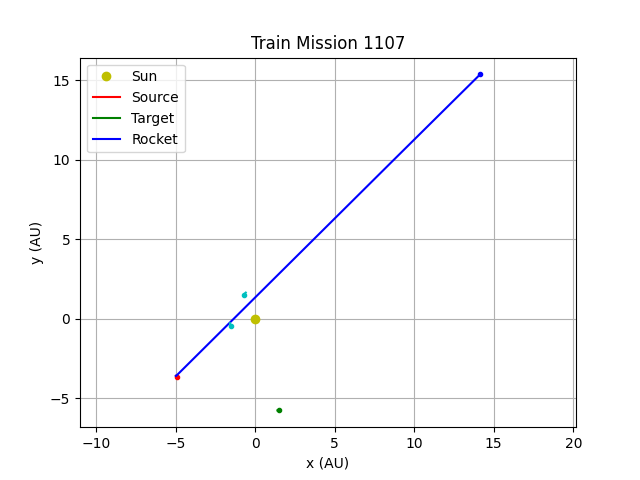 Train Mission 1107
Sun
Source
Target
Rocket
y (AU)
15
10
5
0
−5
−10
−5
0
5
10
15
20
x (AU)